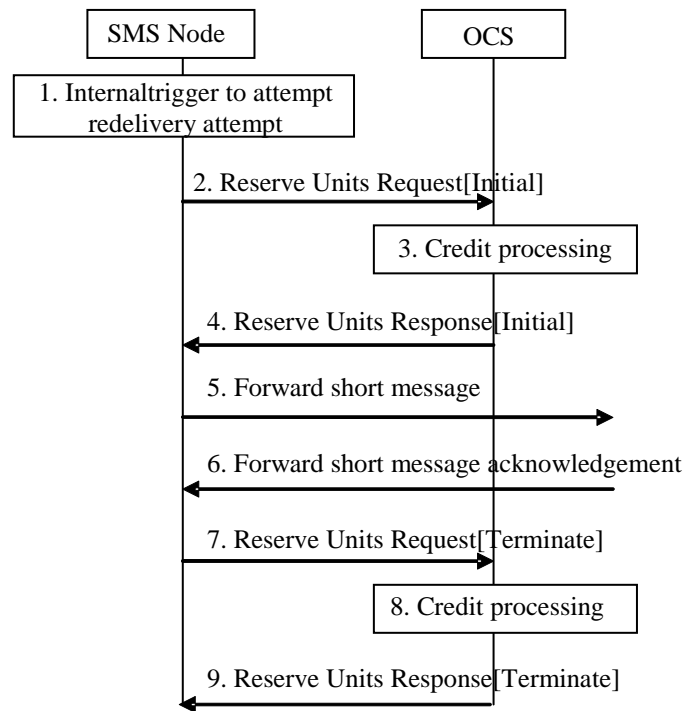 SMS Node
OCS
1. Internaltrigger to attempt
redelivery attempt
2. Reserve Units Request[Initial]
3. Credit processing
4. Reserve Units Response[Initial]
5. Forward short message
6. Forward short message acknowledgement
7. Reserve Units Request[Terminate]
8. Credit processing
9. Reserve Units Response[Terminate]